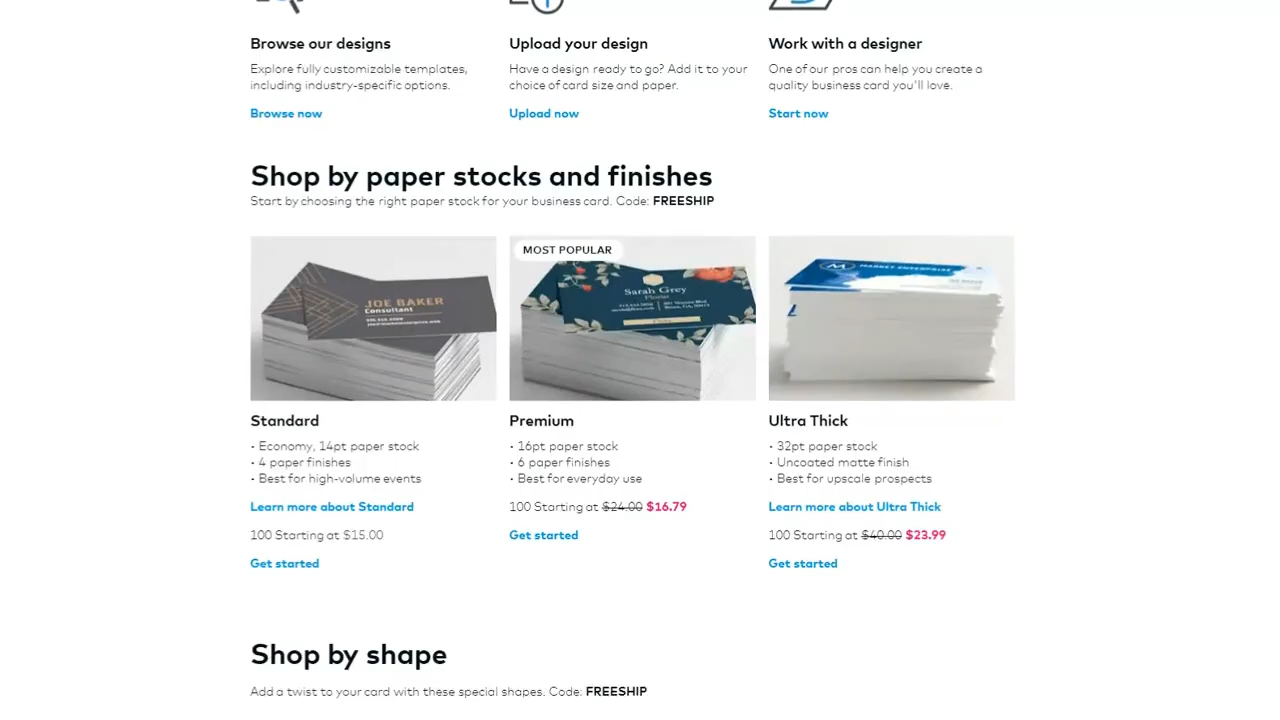 Browse our designs
Explore fully customizable templates,
including industry-specific options.
Browse now
Upload your design
Have a design ready to go? Add it to your
choice of card size and paper.
Upload now
Work with a designer
One of our pros can help you create a
quality business card you'll love.
Start now
Shop by paper stocks and finishes
Start by choosing the right paper stock for your business card. Code: FREESHIP
JOE BAKER
Consultant
MOST POPULAR
Sarah Grey
Florist
MARKET ENTERPRISE
Standard
• Economy, 14pt paper stock
• 4 paper finishes
• Best for high-volume events
Learn more about Standard
100 Starting at $15.00
Get started
Premium
• 16pt paper stock
• 6 paper finishes
• Best for everyday use
100 Starting at $24.00 $16.79
Get started
Ultra Thick
• 32pt paper stock
• Uncoated matte finish
• Best for upscale prospects
Learn more about Ultra Thick
100 Starting at $40.00 $23.99
Get started
Shop by shape
Add a twist to your card with these special shapes. Code: FREESHIP